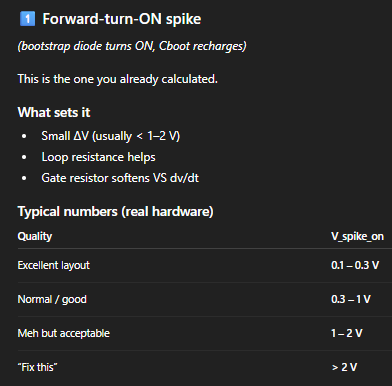 1 Forward-turn-ON spike
(bootstrap diode turns ON, Cboot recharges)
This is the one you already calculated.
What sets it
• Small ΔV (usually < 1–2 V)
• Loop resistance helps
• Gate resistor softens VS dv/dt
Typical numbers (real hardware)
Quality V_spike_on
Excellent layout 0.1 – 0.3 V
Normal / good 0.3 – 1 V
Meh but acceptable 1 – 2 V
“Fix this” > 2 V